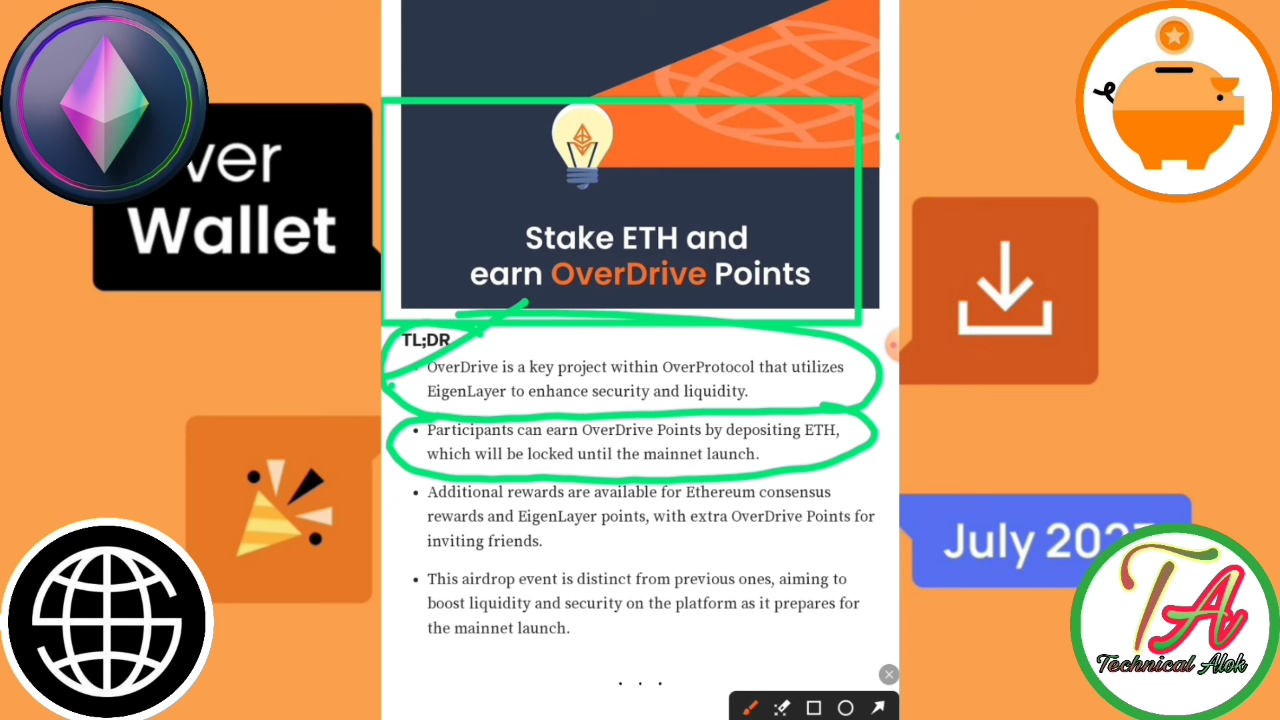 ver
Wallet
Stake ETH and
earn OverDrive Points
TL;DR
OverDrive is a key project within OverProtocol that utilizes
EigenLayer to enhance security and liquidity.
Participants can earn OverDrive Points by depositing ETH,
which will be locked until the mainnet launch.
Additional rewards are available for Ethereum consensus
rewards and EigenLayer points, with extra OverDrive Points for
inviting friends.
This airdrop event is distinct from previous ones, aiming to
boost liquidity and security on the platform as it prepares for
the mainnet launch.
. . .
July
TA
Technical Alok